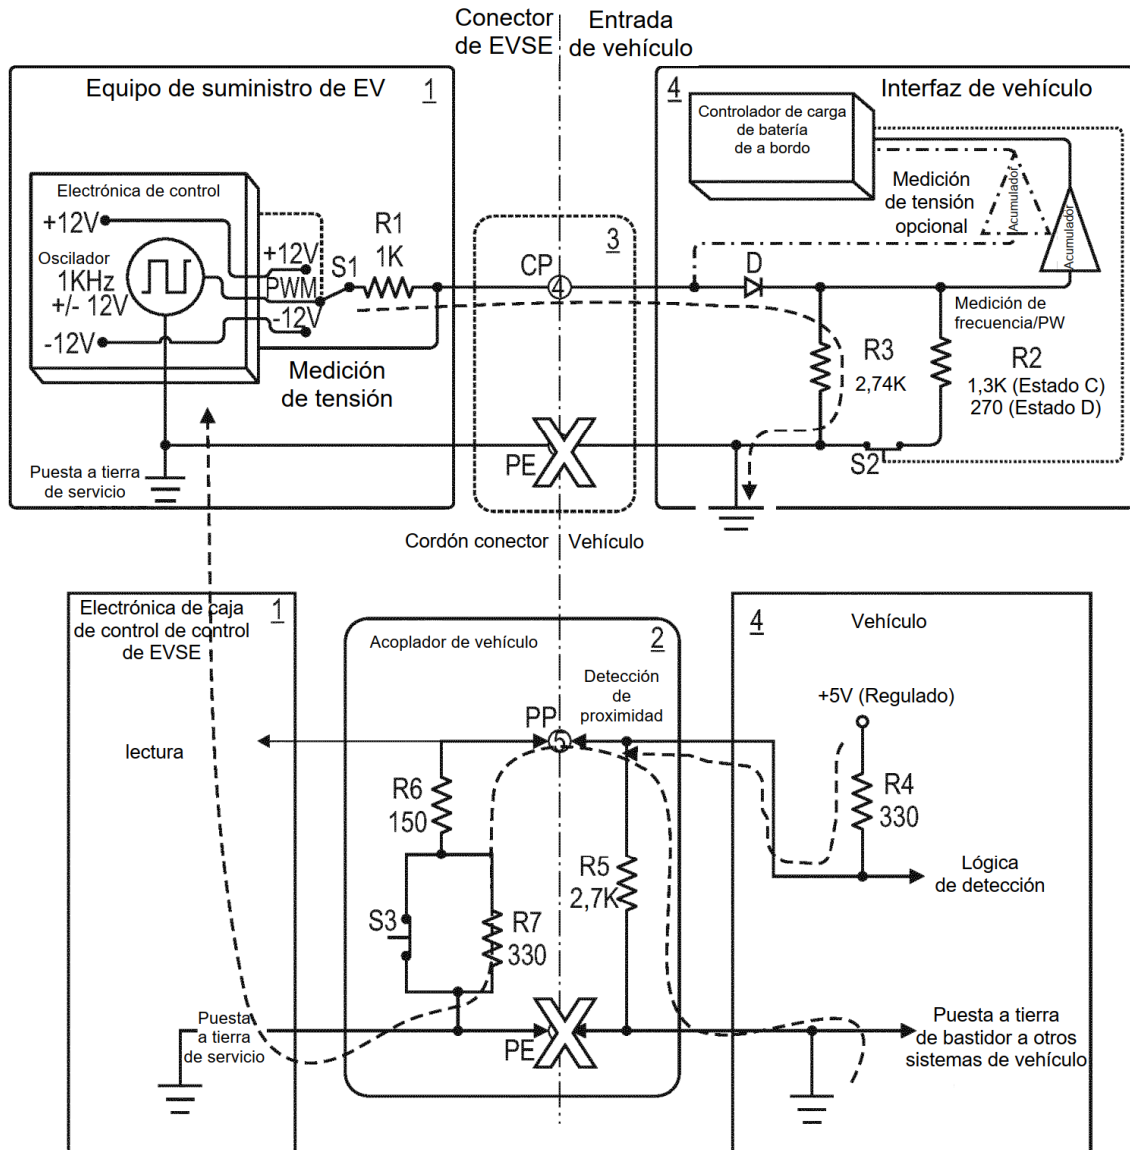 Conector
de EVSE
Entrada
de vehículo
Equipo de suministro de EV
1
Electrónica de control
+12V
Oscilador
1KHz
+/- 12V
-12V
+12V
PWM
-12V
S1
R1
1K
Medición
de tensión
Puesta a tierra
de servicio
3
CP
4
PE
X
4
Interfaz de vehículo
Controlador de carga
de batería
de a bordo
Medición
de tensión
opcional
Acumulador
Acumulador
D
Medición de
frecuencia/PW
R3
2,74K
R2
1,3K (Estado C)
270 (Estado D)
S2
Cordón conector
Vehículo
Electrónica de caja
de control de control
de EVSE
1
lectura
Puesta
a tierra
de servicio
Acoplador de vehículo
2
Detección
de
proximidad
PP
5
R6
150
S3
R7
330
R5
2,7K
PE
X
4
Vehículo
+5V (Regulado)
R4
330
Lógica
de detección
Puesta a tierra
de bastidor a otros
sistemas de vehículo